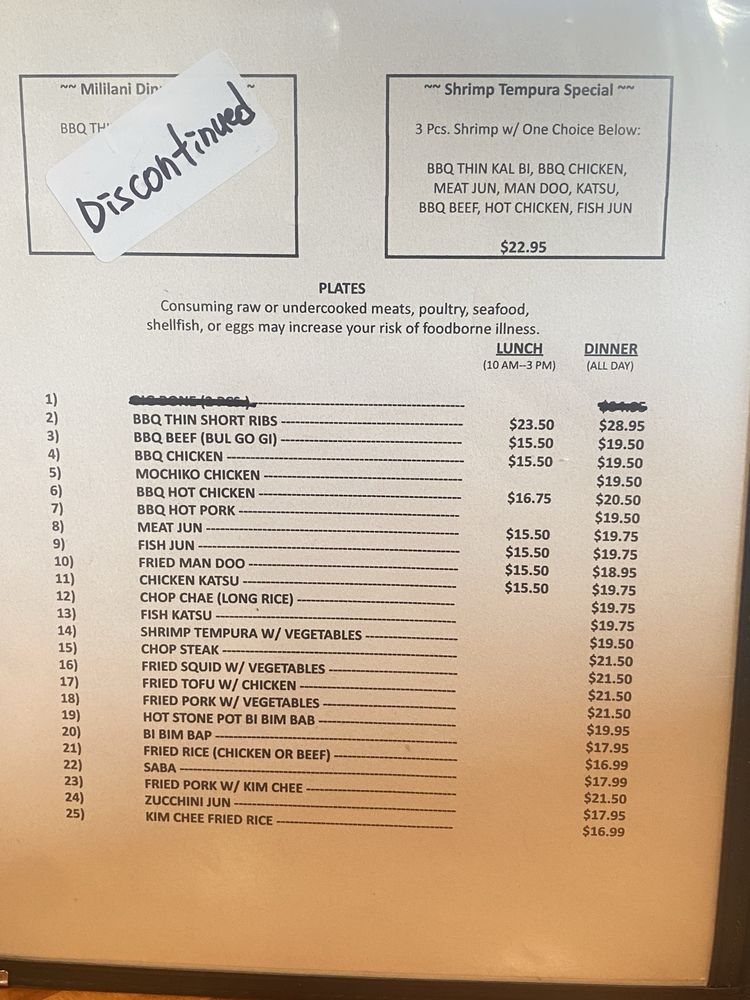 ~~ Mililani ~
BBQ
Discontinued
~~ Shrimp Tempura Special ~~
3 Pcs. Shrimp w/ One Choice Below:
BBQ THIN KAL BI, BBQ CHICKEN,
MEAT JUN, MAN DOO, KATSU,
BBQ BEEF, HOT CHICKEN, FISH JUN
$22.95
PLATES
Consuming raw or undercooked meats, poultry, seafood,
shellfish, or eggs may increase your risk of foodborne illness.
LUNCH DINNER
(10 AM--3 PM) (ALL DAY)
1)
2) BBQ THIN SHORT RIBS $23.50 $28.95
3) BBQ BEEF (BUL GO GI) $15.50 $19.50
4) BBQ CHICKEN $15.50 $19.50
5) MOCHIKO CHICKEN $19.50
6) BBQ HOT CHICKEN $16.75 $20.50
7) BBQ HOT PORK $19.50
8) MEAT JUN $15.50 $19.75
9) FISH JUN $15.50 $19.75
10) FRIED MAN DOO $15.50 $18.95
11) CHICKEN KATSU $15.50 $19.75
12) CHOP CHAE (LONG RICE) $19.75
13) FISH KATSU $19.75
14) SHRIMP TEMPURA W/ VEGETABLES $19.50
15) CHOP STEAK $21.50
16) FRIED SQUID W/ VEGETABLES $21.50
17) FRIED TOFU W/ CHICKEN $21.50
18) FRIED PORK W/ VEGETABLES $21.50
19) HOT STONE POT BI BIM BAB $19.95
20) BI BIM BAP $17.95
21) FRIED RICE (CHICKEN OR BEEF) $16.99
22) SABA $17.99
23) FRIED PORK W/ KIM CHEE $21.50
24) ZUCCHINI JUN $17.95
25) KIM CHEE FRIED RICE $16.99